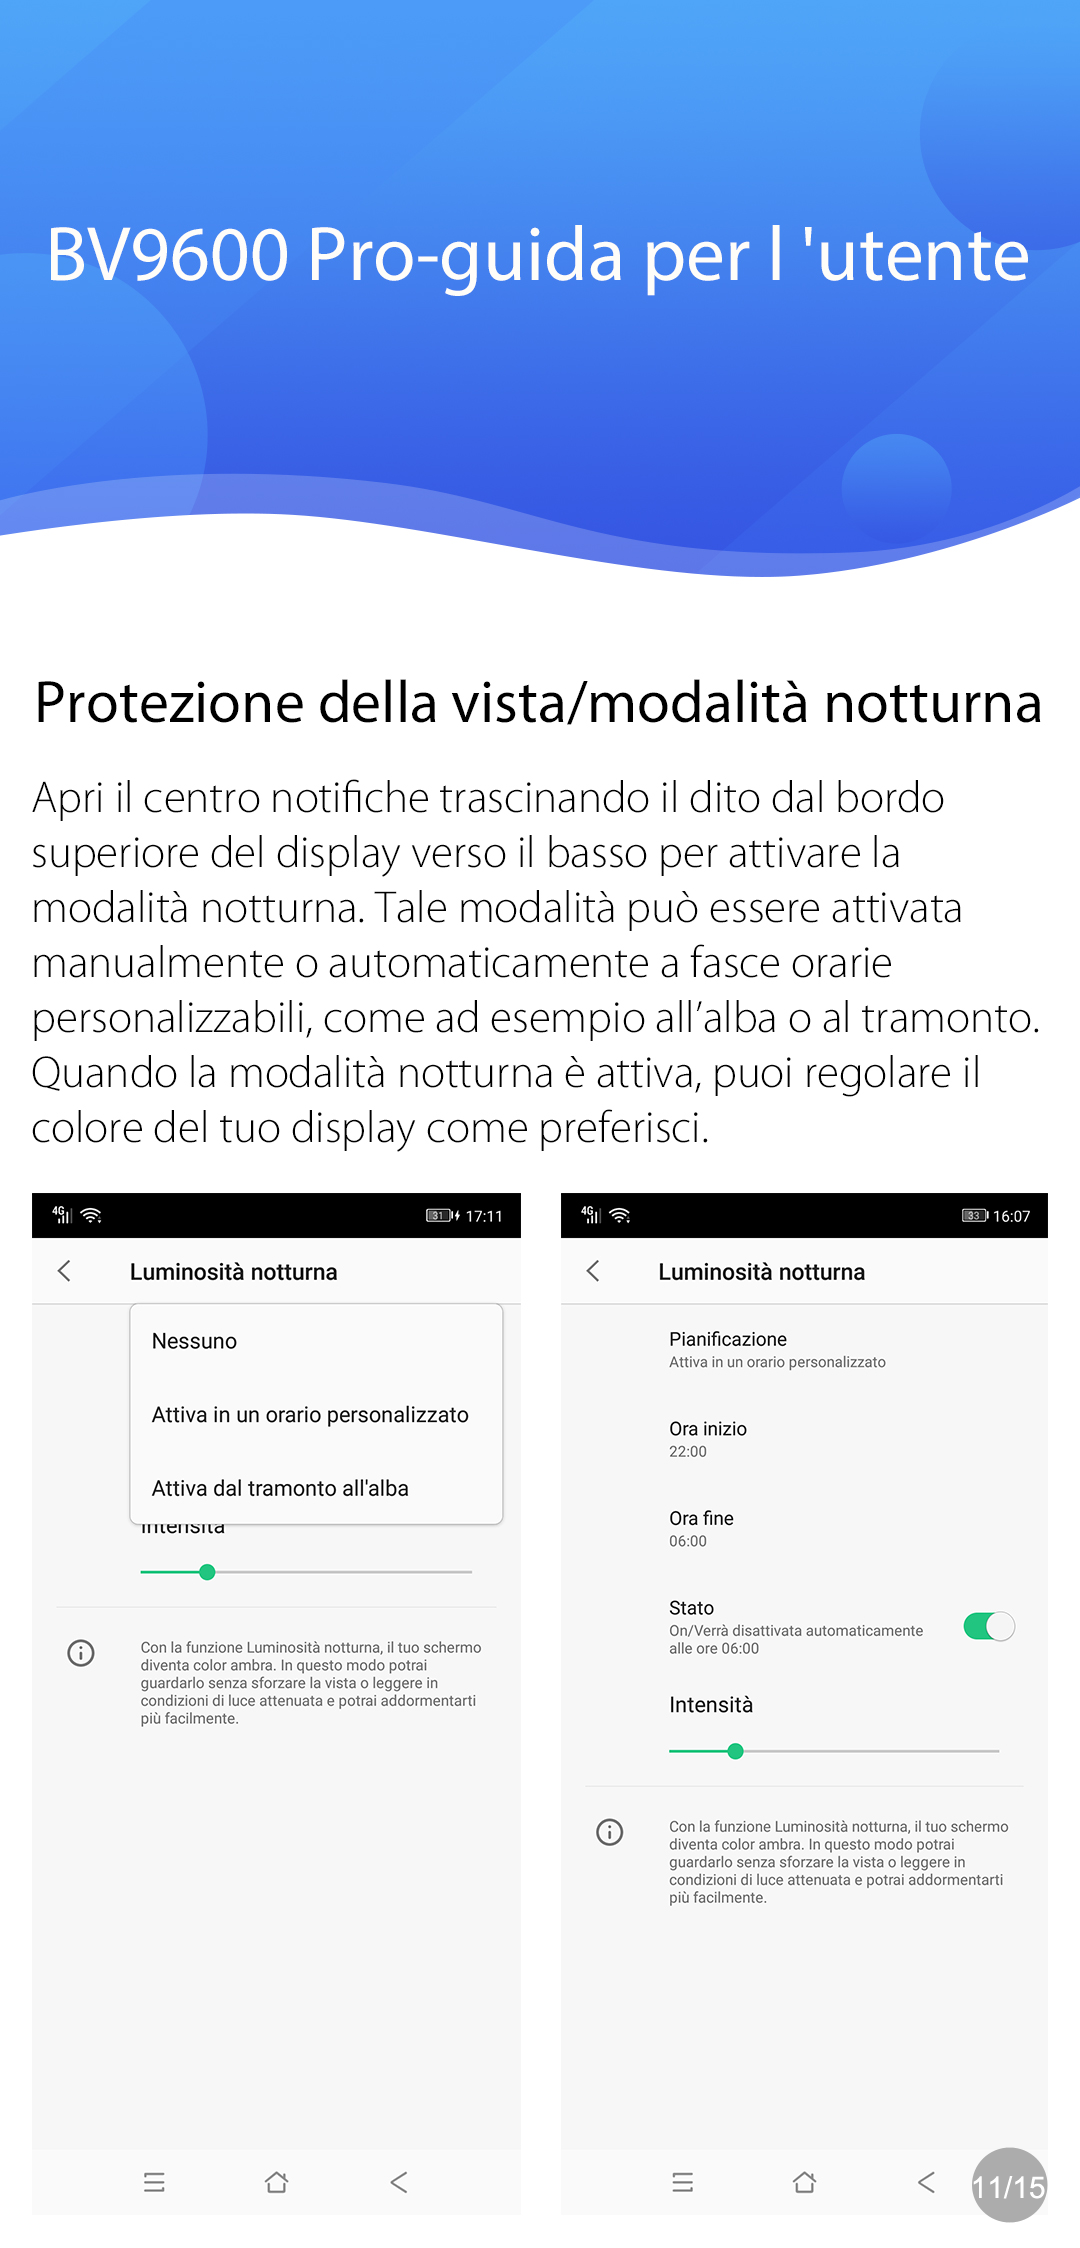 BV9600 Pro-guida per l 'utente
Protezione della vista/modalità notturna
Apri il centro notifiche trascinando il dito dal bordo
superiore del display verso il basso per attivare la
modalità notturna. Tale modalità può essere attivata
manualmente o automaticamente a fasce orarie
personalizzabili, come ad esempio all’alba o al tramonto.
Quando la modalità notturna è attiva, puoi regolare il
colore del tuo display come preferisci.
4G 31 17:11
Luminosità notturna
Nessuno
Attiva in un orario personalizzato
Attiva dal tramonto all'alba
Intensità
Con la funzione Luminosità notturna, il tuo schermo
diventa color ambra. In questo modo potrai
guardarlo senza sforzare la vista o leggere in
condizioni di luce attenuata e potrai addormentarti
più facilmente.
4G 33 16:07
Luminosità notturna
Pianificazione
Attiva in un orario personalizzato
Ora inizio
22:00
Ora fine
06:00
Stato
On/Verrà disattivata automaticamente
alle ore 06:00
Intensità
Con la funzione Luminosità notturna, il tuo schermo
diventa color ambra. In questo modo potrai
guardarlo senza sforzare la vista o leggere in
condizioni di luce attenuata e potrai addormentarti
più facilmente.
11/15